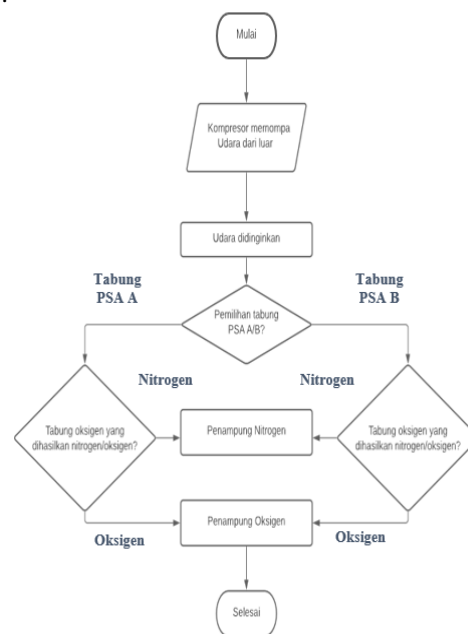 Mulai
Kompresor memompa
Udara dari luar
Udara didinginkan
Tabung
PSA A
Tabung
PSA B
Pemilihan tabung
PSA A/B?
Nitrogen
Nitrogen
Tabung oksigen yang
dihasilkan nitrogen/oksigen?
Penampung Nitrogen
Tabung oksigen yang
dihasilkan nitrogen/oksigen?
Penampung Oksigen
Oksigen
Oksigen
Selesai